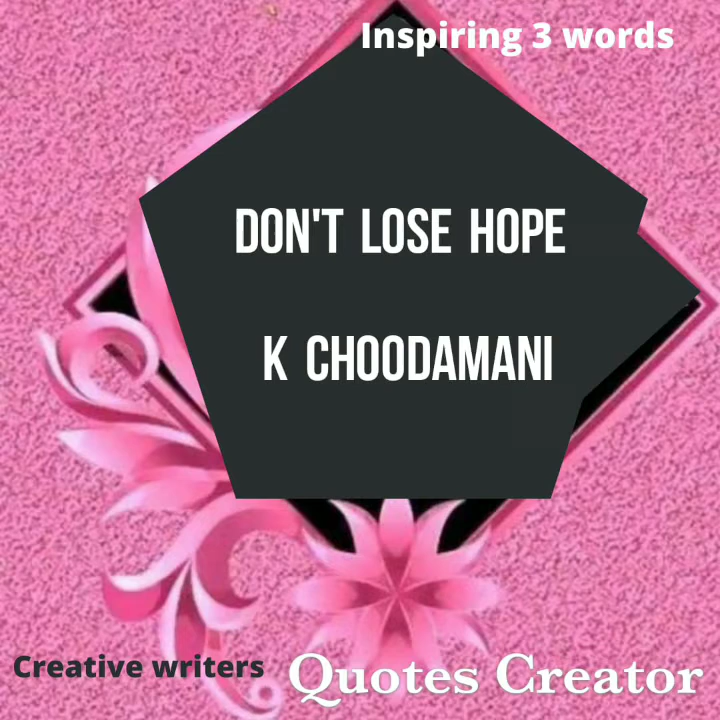 Inspiring 3 words
DON'T LOSE HOPE
K CHOODAMANI
Creative writers
Quotes Creator